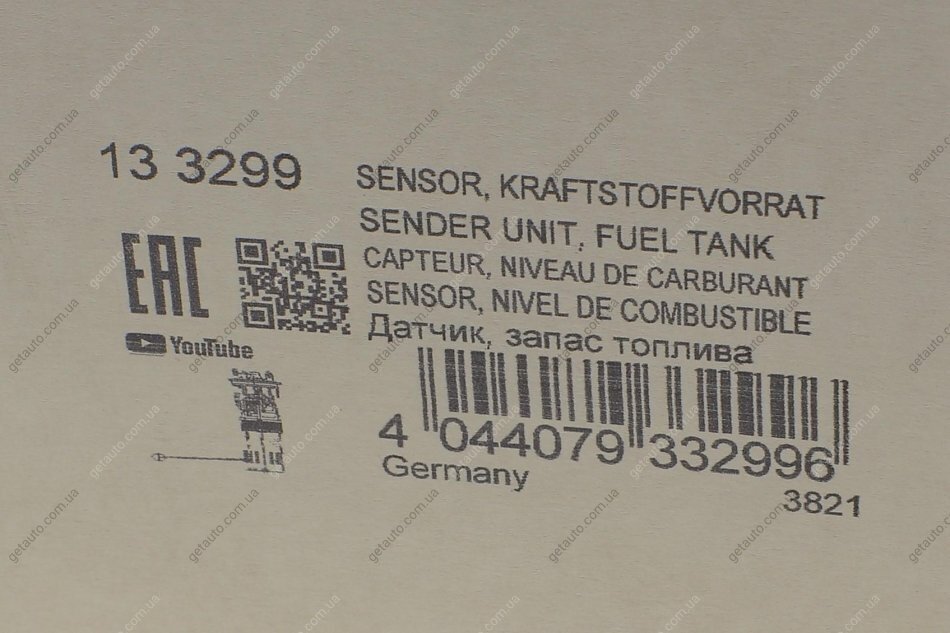 13 3299
SENSOR, KRAFTSTOFFVORRAT
SENDER UNIT, FUEL TANK
CAPTEUR, NIVEAU DE CARBURANT
SENSOR, NIVEL DE COMBUSTIBLE
Датчик, запас топлива
EAC
YouTube
4 044079 332996
Germany
3821
getauto.com.ua